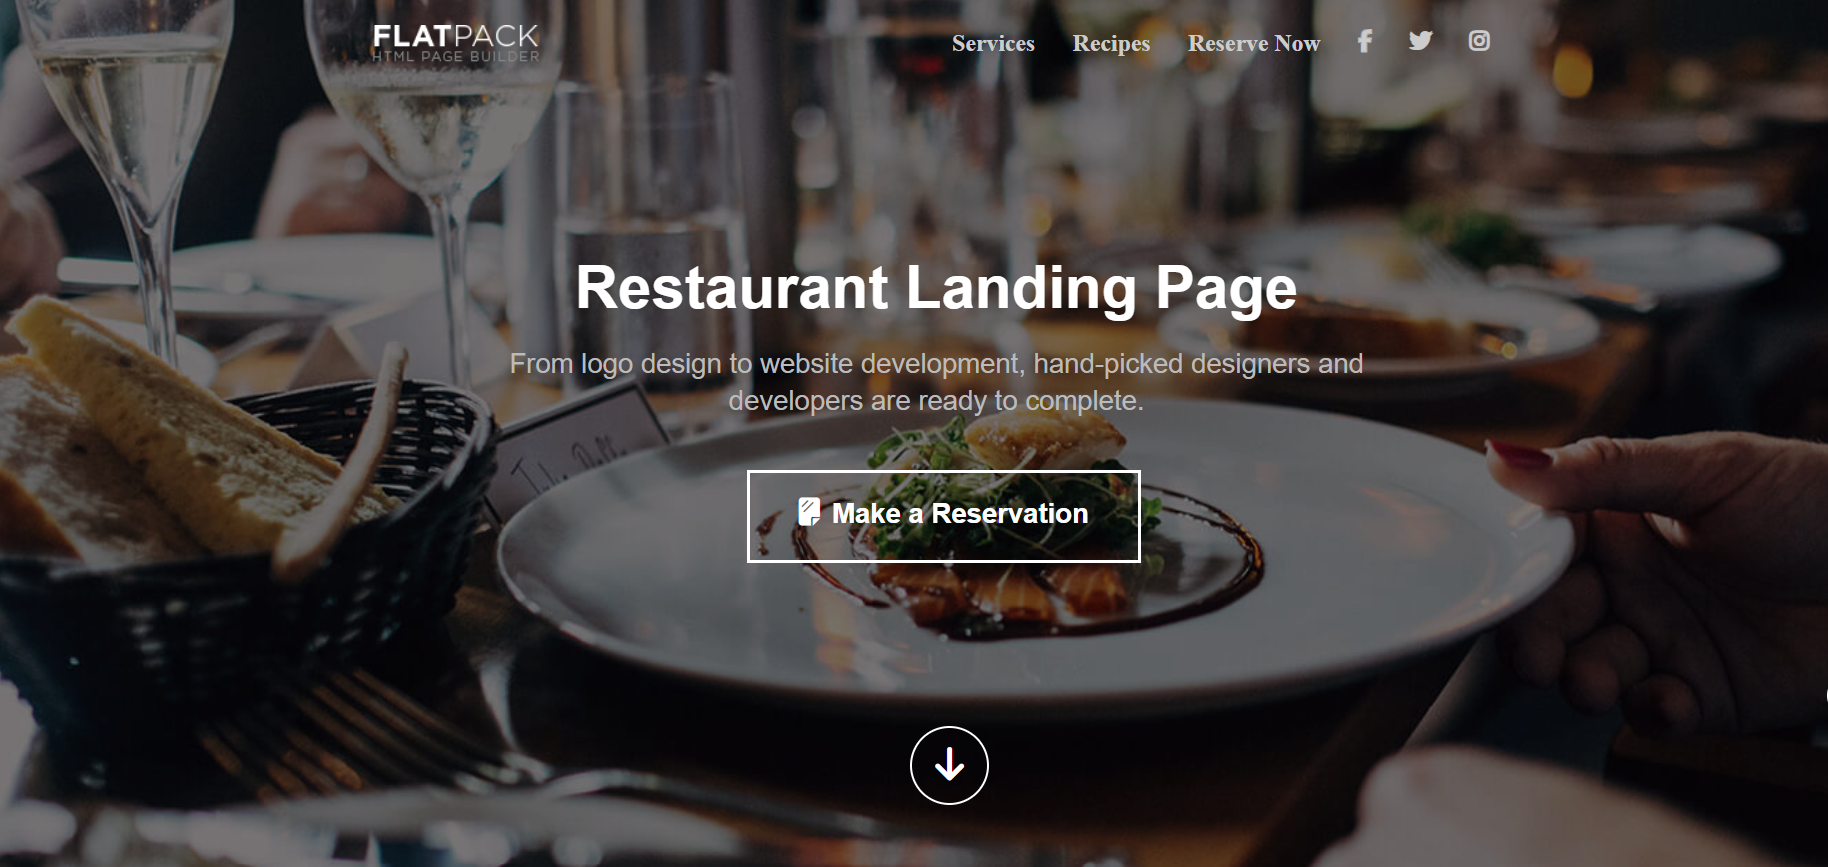 FLATPACK
HTML PAGE BUILDER
Services Recipes Reserve Now
Restaurant Landing Page
From logo design to website development, hand-picked designers and
developers are ready to complete.
Make a Reservation